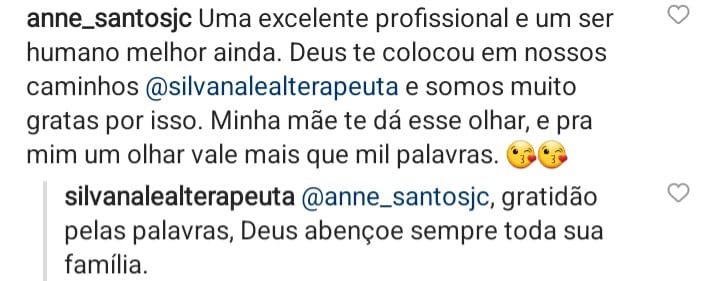 anne_santosjc Uma excelente profissional e um ser
humano melhor ainda. Deus te colocou em nossos
caminhos @silvanalealterapeuta e somos muito
gratas por isso. Minha mãe te dá esse olhar, e pra
mim um olhar vale mais que mil palavras. 😘😘
silvanalealterapeuta @anne_santosjc, gratidão
pelas palavras, Deus abençoe sempre toda sua
família.